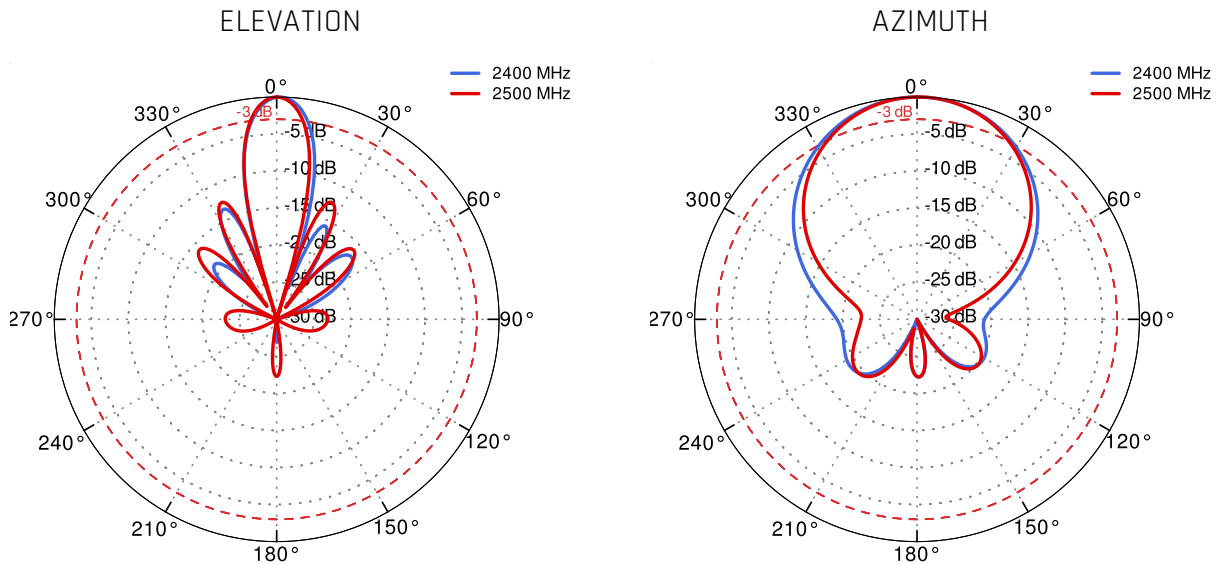 ELEVATION
2400 MHz
2500 MHz
0°
330°
30°
-3 dB
-5 dB
-10 dB
300°
60°
-15 dB
-20 dB
-25 dB
270°
-30 dB
90°
240°
120°
210°
150°
180°
AZIMUTH
2400 MHz
2500 MHz
0°
330°
30°
-3 dB
-5 dB
-10 dB
300°
60°
-15 dB
-20 dB
-25 dB
270°
-30 dB
90°
240°
120°
210°
150°
180°